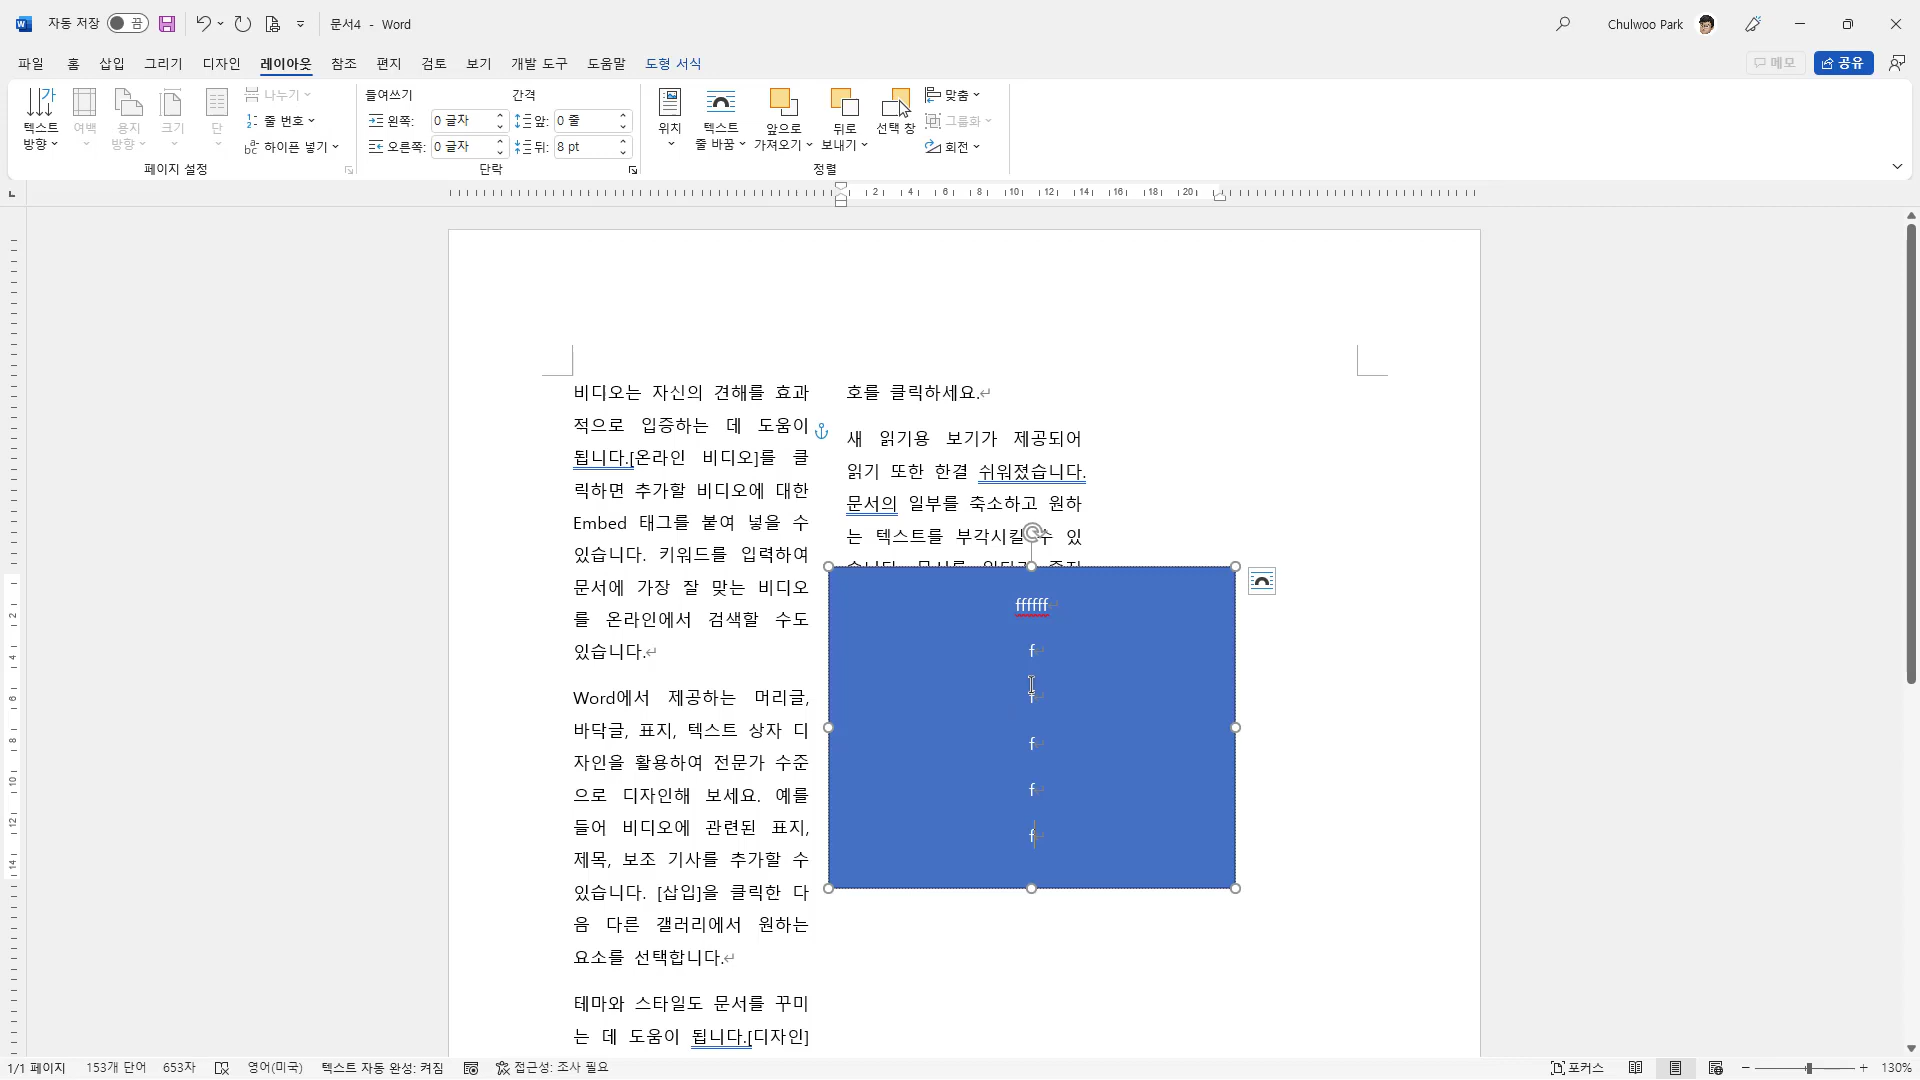 자동 저장 끔 문서4 - Word Chulwoo Park
파일 홈 삽입 그리기 디자인 레이아웃 참조 편지 검토 보기 개발 도구 도움말 도형 서식 메모 공유
텍스트 방향
여백
용지 방향
크기
단
나누기
줄 번호
하이픈 넣기
페이지 설정
들여쓰기
왼쪽: 0 글자
오른쪽: 0 글자
간격
앞: 0 줄
뒤: 8 pt
단락
위치
텍스트 줄 바꿈
앞으로 가져오기
뒤로 보내기
선택 창
맞춤
그룹화
회전
정렬
2 4 6 8 10 12 14 16 18 20
2 4 6 8 10 12 14
비디오는 자신의 견해를 효과
적으로 입증하는 데 도움이
됩니다.[온라인 비디오]를 클
릭하면 추가할 비디오에 대한
Embed 태그를 붙여 넣을 수
있습니다. 키워드를 입력하여
문서에 가장 잘 맞는 비디오
를 온라인에서 검색할 수도
있습니다.
Word에서 제공하는 머리글,
바닥글, 표지, 텍스트 상자 디
자인을 활용하여 전문가 수준
으로 디자인해 보세요. 예를
들어 비디오에 관련된 표지,
제목, 보조 기사를 추가할 수
있습니다. [삽입]을 클릭한 다
음 다른 갤러리에서 원하는
요소를 선택합니다.
테마와 스타일도 문서를 꾸미
는 데 도움이 됩니다.[디자인]
호를 클릭하세요.
새 읽기용 보기가 제공되어
읽기 또한 한결 쉬워졌습니다.
문서의 일부를 축소하고 원하
는 텍스트를 부각시킬 수 있
ffffff
f
f
f
f
f
1/1 페이지 153개 단어 653자 영어(미국) 텍스트 자동 완성: 켜짐 접근성: 조사 필요 포커스 130%